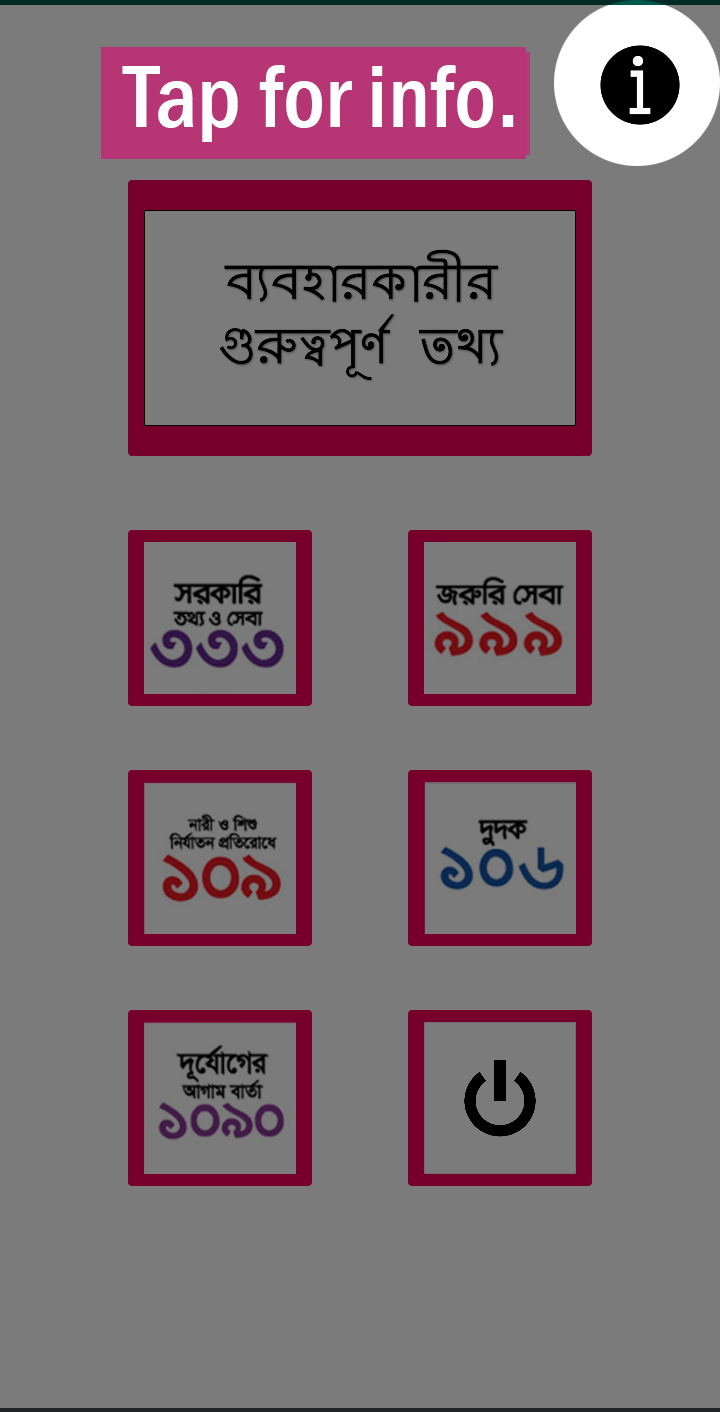 Tap for info.
ব্যবহারকারীর
গুরুত্বপূর্ণ তথ্য
সরকারি
তথ্য ও সেবা
৩৩৩
জরুরি সেবা
৯৯৯
নারী ও শিশু
নির্যাতন প্রতিরোধে
১০৯
দুদক
১০৬
দূর্যোগের
আগাম বার্তা
১০৯০